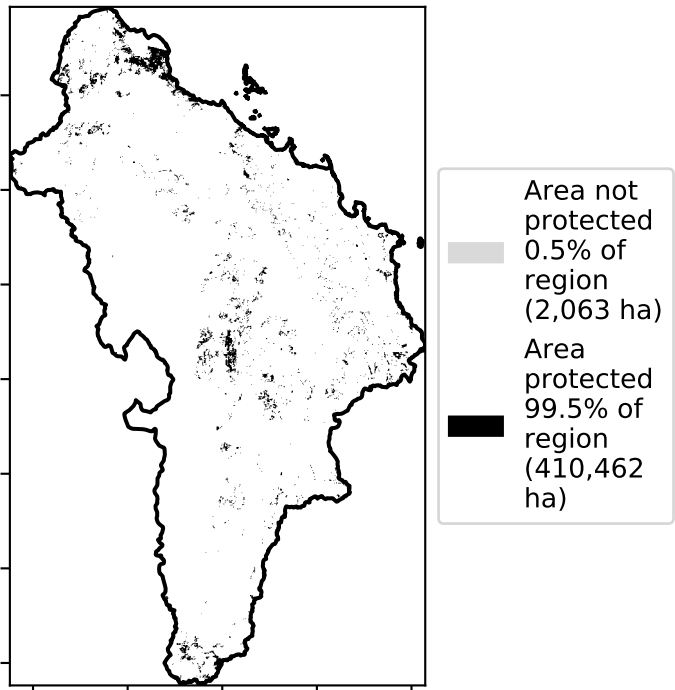 Area not
protected
0.5% of
region
(2,063 ha)
Area
protected
99.5% of
region
(410,462
ha)